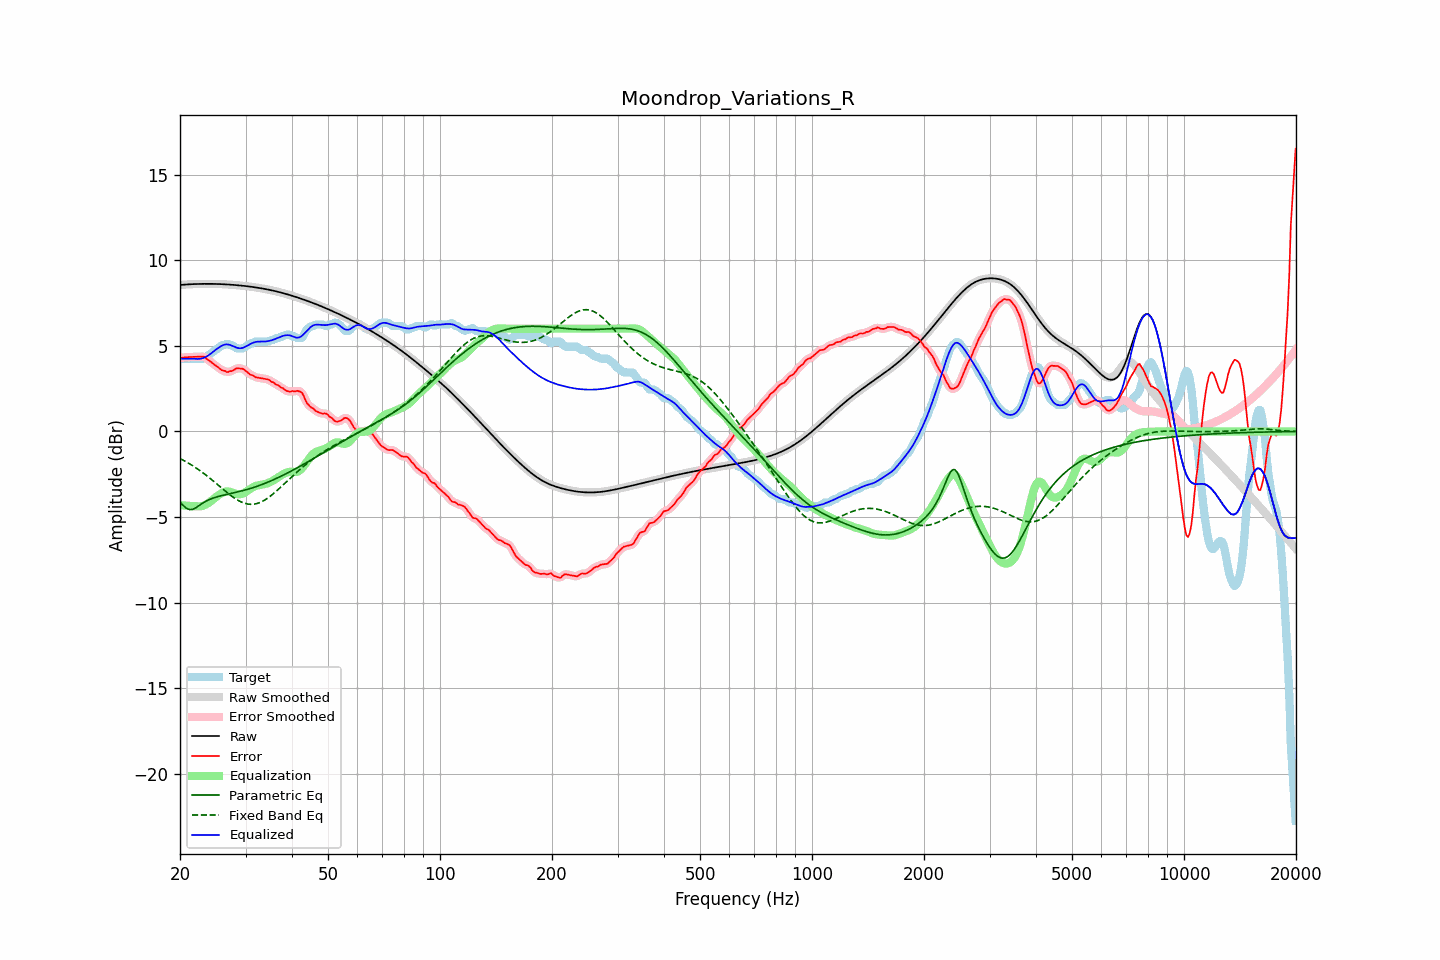 Moondrop_Variations_R
Amplitude (dBr)
15
10
5
0
−5
−10
−15
−20
Target
Raw Smoothed
Error Smoothed
Raw
Error
Equalization
Parametric Eq
Fixed Band Eq
Equalized
20 50 100 200 500 1000 2000 5000 10000 20000
Frequency (Hz)